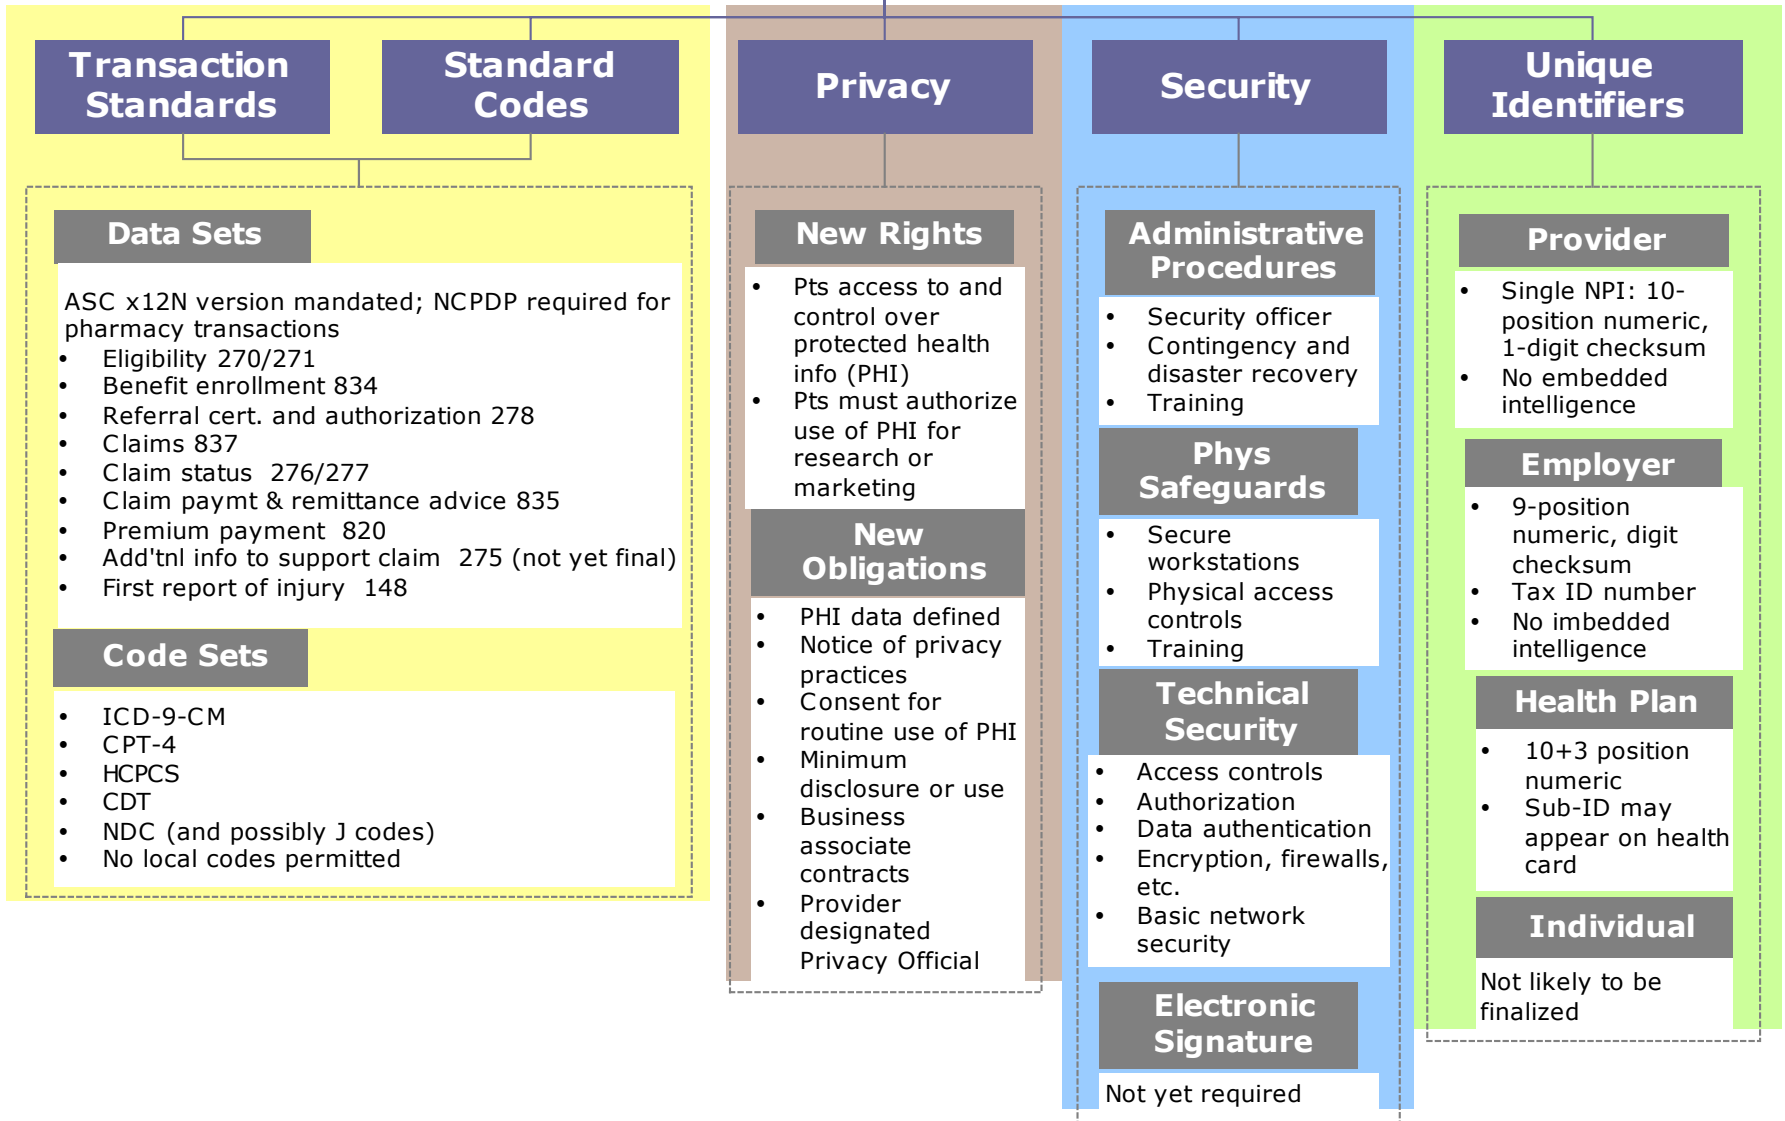 Transaction
Standards
Standard
Codes
Privacy
Security
Unique
Identifiers
Data Sets
ASC x12N version mandated; NCPDP required for
pharmacy transactions
• Eligibility 270/271
• Benefit enrollment 834
• Referral cert. and authorization 278
• Claims 837
• Claim status 276/277
• Claim paymt & remittance advice 835
• Premium payment 820
• Add'tnl info to support claim 275 (not yet final)
• First report of injury 148
Code Sets
• ICD-9-CM
• CPT-4
• HCPCS
• CDT
• NDC (and possibly J codes)
• No local codes permitted
New Rights
• Pts access to and
control over
protected health
info (PHI)
• Pts must authorize
use of PHI for
research or
marketing
New
Obligations
• PHI data defined
• Notice of privacy
practices
• Consent for
routine use of PHI
• Minimum
disclosure or use
• Business
associate
contracts
• Provider
designated
Privacy Official
Administrative
Procedures
• Security officer
• Contingency and
disaster recovery
• Training
Phys
Safeguards
• Secure
workstations
• Physical access
controls
• Training
Technical
Security
• Access controls
• Authorization
• Data authentication
• Encryption, firewalls,
etc.
• Basic network
security
Electronic
Signature
Not yet required
Provider
• Single NPI: 10-
position numeric,
1-digit checksum
• No embedded
intelligence
Employer
• 9-position
numeric, digit
checksum
• Tax ID number
• No imbedded
intelligence
Health Plan
• 10+3 position
numeric
• Sub-ID may
appear on health
card
Individual
Not likely to be
finalized